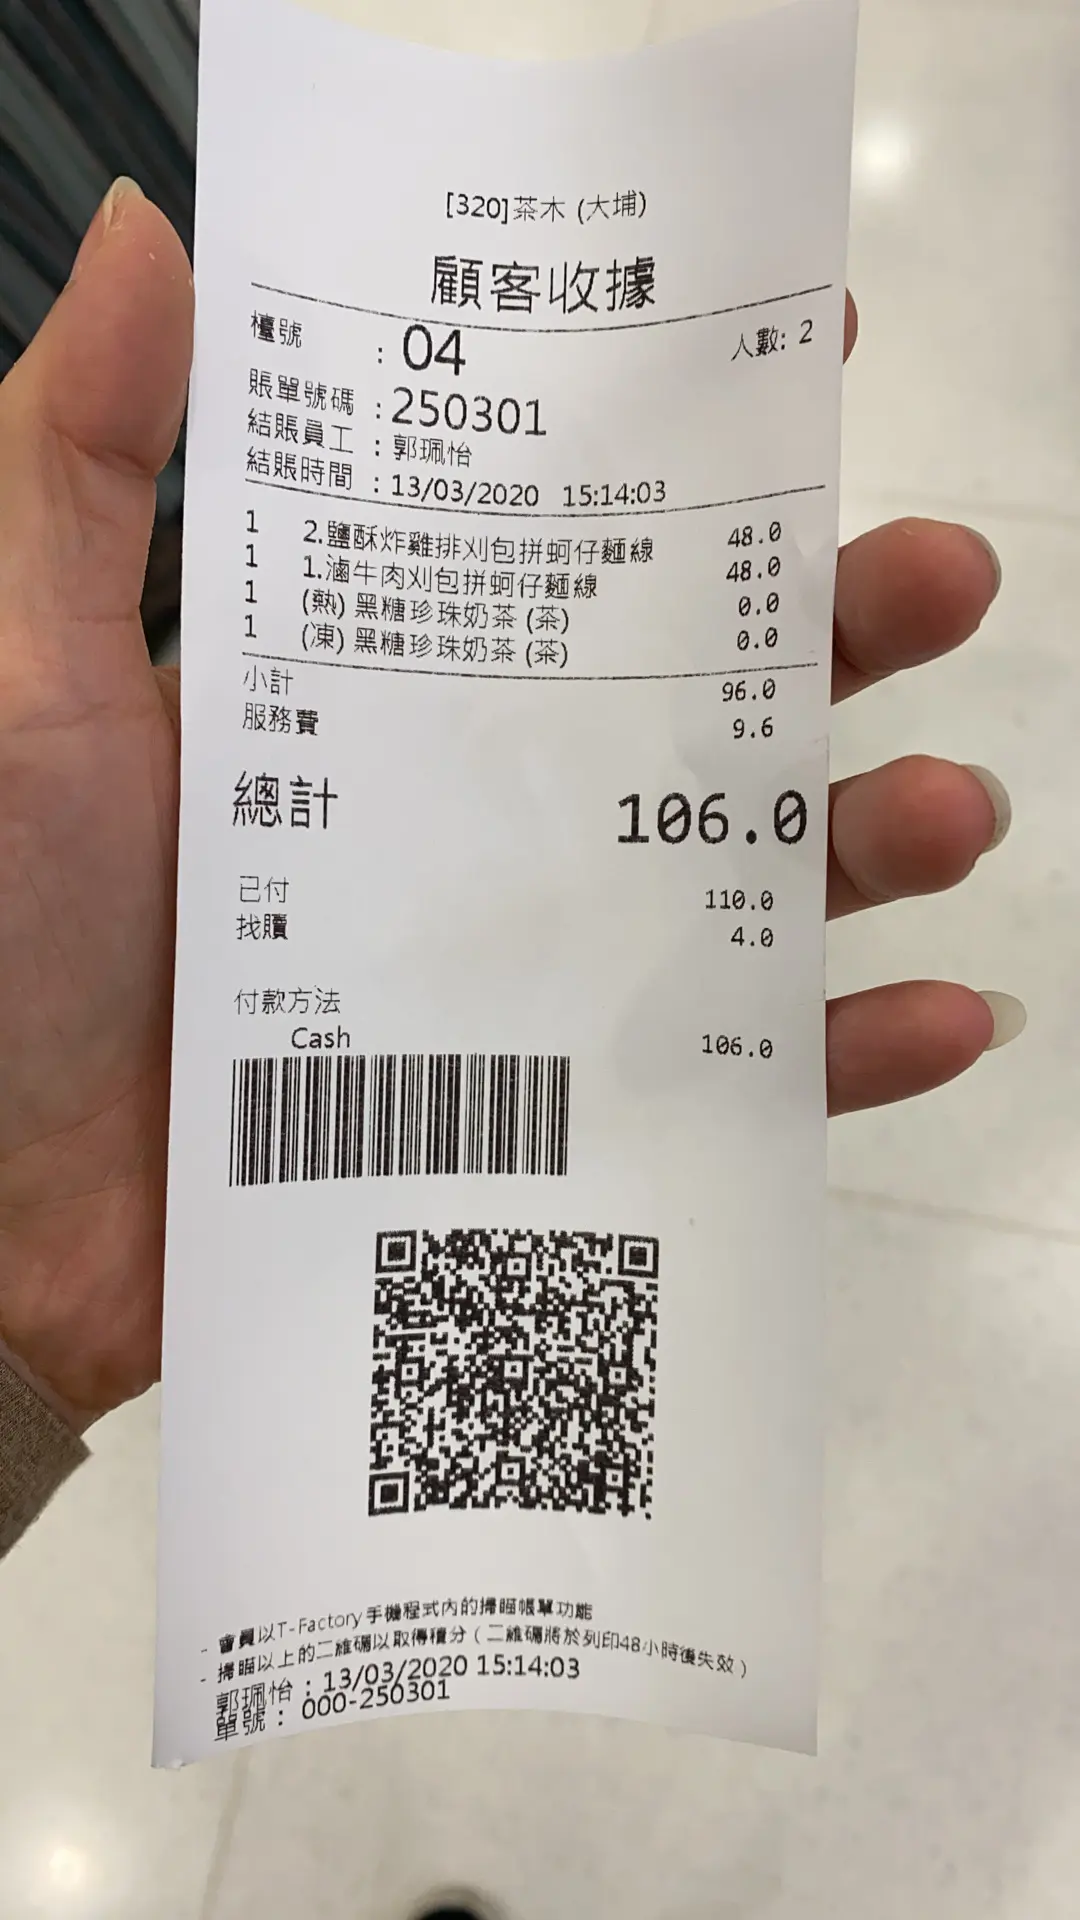 [320]茶木 (大埔)
顧客收據
檯號 : 04 人數: 2
賬單號碼 : 250301
結賬員工 : 郭珮怡
結賬時間 : 13/03/2020 15:14:03
1 2.鹽酥炸雞排刈包拼蚵仔麵線 48.0
1 1.滷牛肉刈包拼蚵仔麵線 48.0
1 (熱) 黑糖珍珠奶茶 (茶) 0.0
1 (凍) 黑糖珍珠奶茶 (茶) 0.0
小計 96.0
服務費 9.6
總計 106.0
已付 110.0
找贖 4.0
付款方法
Cash 106.0
- 會員以T-Factory手機程式內的掃瞄帳單功能
- 掃瞄以上的二維碼以取得積分（二維碼將於列印48小時後失效）
郭珮怡 : 13/03/2020 15:14:03
單號 : 000-250301